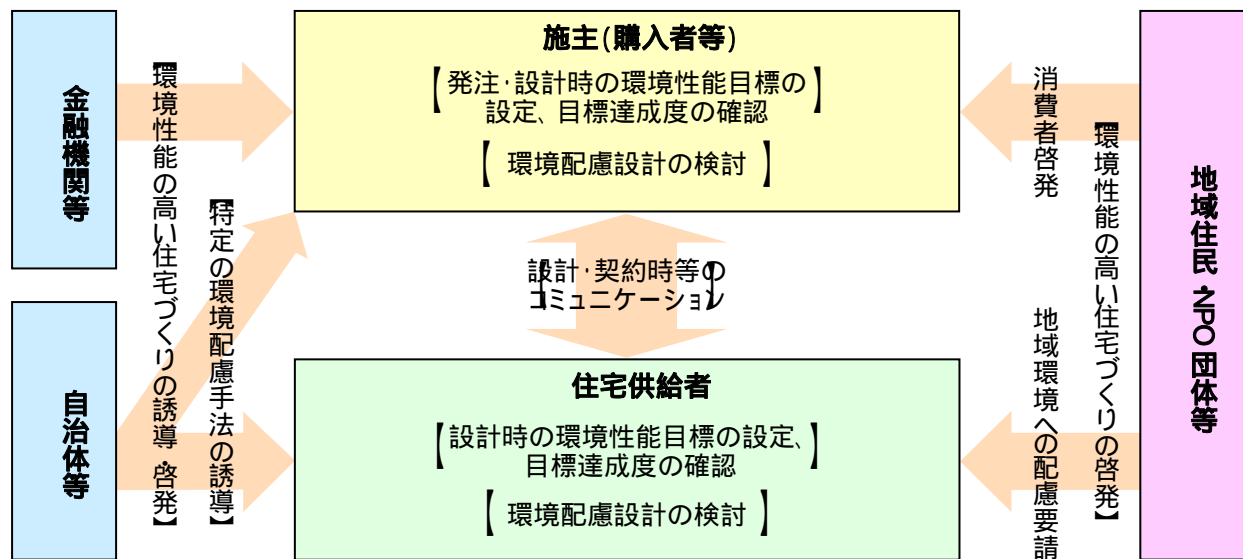 金融機関等
自治体等
【環境性能の高い住宅づくりの誘導・啓発】
【特定の環境配慮手法の誘導】
施主(購入者等)
【発注・設計時の環境性能目標の
設定、目標達成度の確認】
【環境配慮設計の検討】
【設計・契約時等の
コミュニケーション】
住宅供給者
【設計時の環境性能目標の設定、
目標達成度の確認】
【環境配慮設計の検討】
消費者啓発
地域環境への配慮要請
【環境性能の高い住宅づくりの啓発】
地域住民・NPO団体等